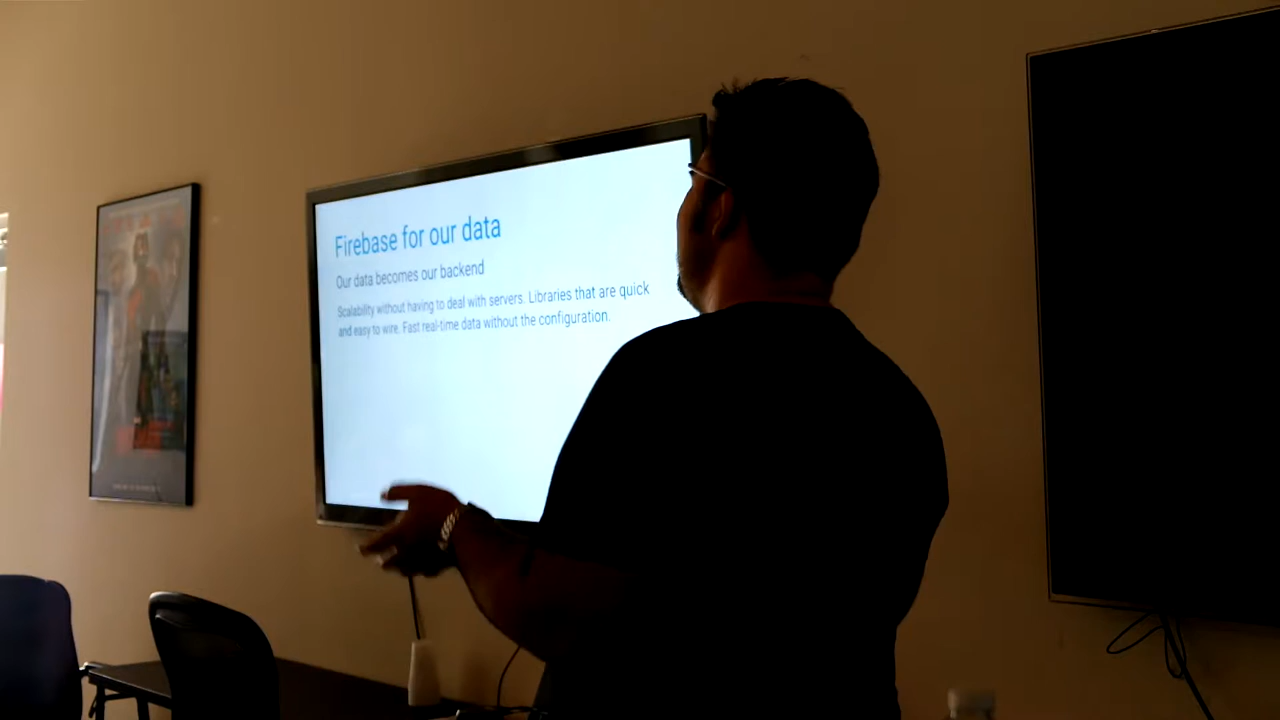 Firebase for our data
Our data becomes our backend
Scalability without having to deal with servers. Libraries that are quick
and easy to wire. Fast real-time data without the configuration.